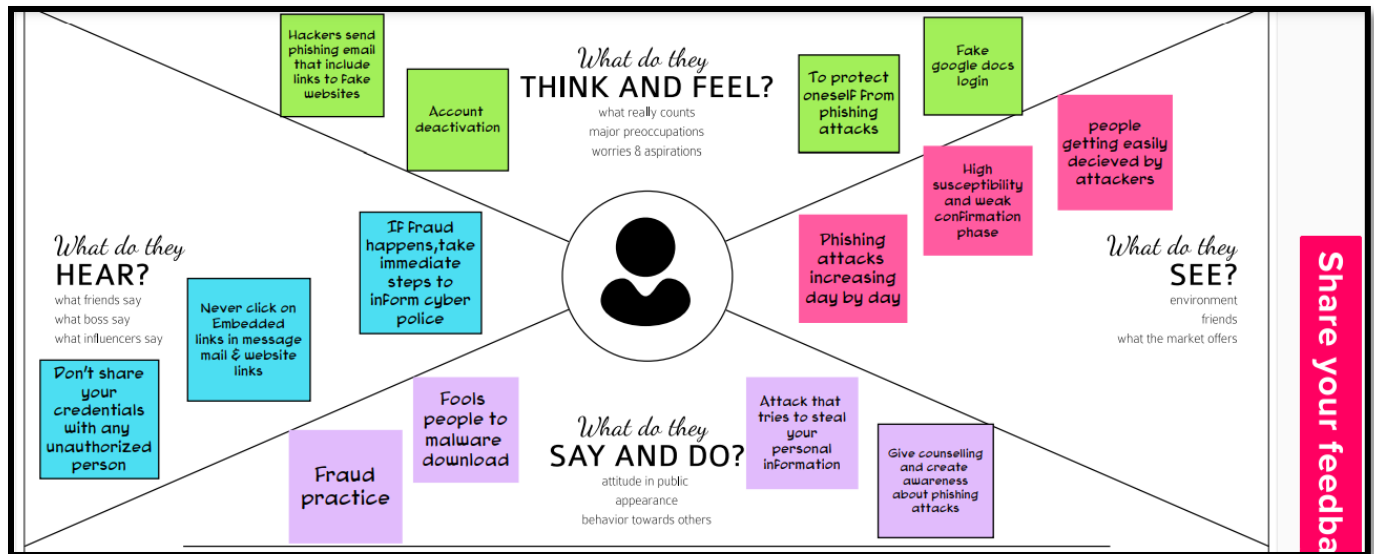 Hackers send
phishing email
that include
links to fake
websites
Account
deactivation
What do they
THINK AND FEEL?
what really counts
major preoccupations
worries & aspirations
To protect
oneself from
phishing
attacks
Fake
google docs
login
people
getting easily
decieved by
attackers
High
susceptibility
and weak
confirmation
phase
Phishing
attacks
increasing
day by day
What do they
HEAR?
what friends say
what boss say
what influencers say
If fraud
happens,take
immediate
steps to
inform cyber
police
Never click on
Embedded
links in message
mail & website
links
Don't share
your
credentials
with any
unauthorized
person
What do they
SEE?
environment
friends
what the market offers
Fraud
practice
Fools
people to
malware
download
What do they
SAY AND DO?
attitude in public
appearance
behavior towards others
Attack that
tries to steal
your
personal
information
Give counselling
and create
awareness
about phishing
attacks
Share your feedba